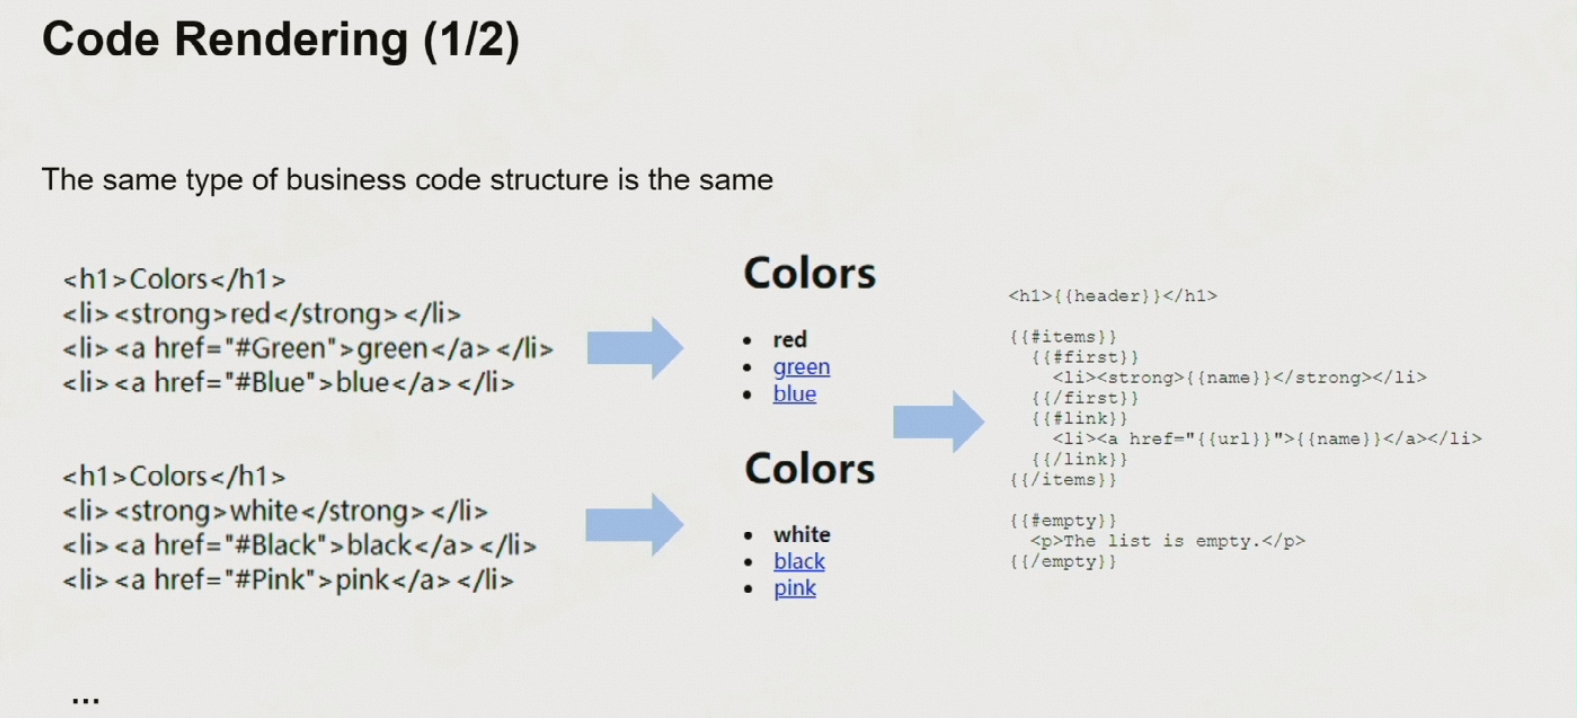 Code Rendering (1/2)
The same type of business code structure is the same
<h1>Colors</h1>
<li><strong>red</strong></li>
<li><a href="#Green">green</a></li>
<li><a href="#Blue">blue</a></li>
<h1>Colors</h1>
<li><strong>white</strong></li>
<li><a href="#Black">black</a></li>
<li><a href="#Pink">pink</a></li>
...
Colors
• red
• green
• blue
Colors
• white
• black
• pink
<h1>{{header}}</h1>
{{#items}}
{{#first}}
<li><strong>{{name}}</strong></li>
{{/first}}
{{#link}}
<li><a href="{{url}}">{{name}}</a></li>
{{/link}}
{{/items}}
{{#empty}}
<p>The list is empty.</p>
{{/empty}}